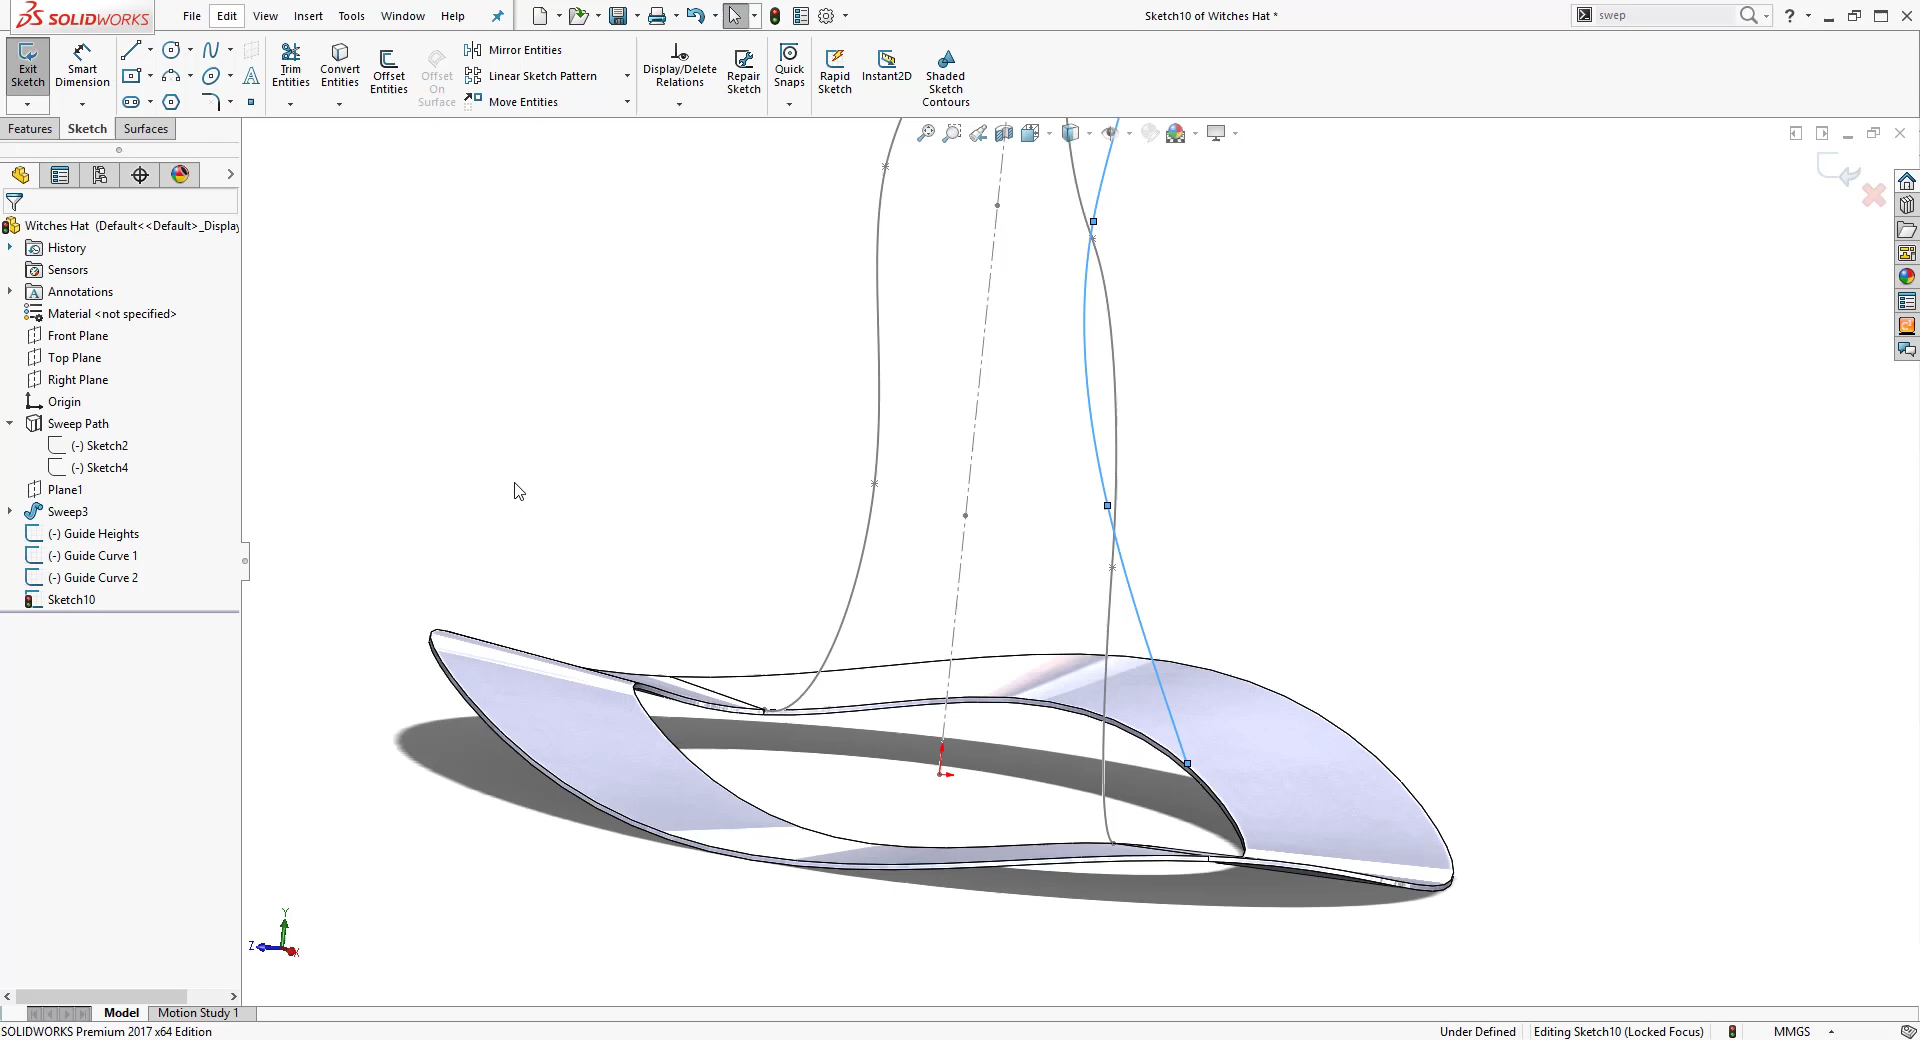 SOLIDWORKS
File Edit View Insert Tools Window Help
Sketch10 of Witches Hat *
swep
Exit Sketch
Smart Dimension
Trim Entities
Convert Entities
Offset Entities
Offset On Surface
Mirror Entities
Linear Sketch Pattern
Move Entities
Display/Delete Relations
Repair Sketch
Quick Snaps
Rapid Sketch
Instant2D
Shaded Sketch Contours
Features Sketch Surfaces
Witches Hat (Default<<Default>_Display
History
Sensors
Annotations
Material <not specified>
Front Plane
Top Plane
Right Plane
Origin
Sweep Path
(-) Sketch2
(-) Sketch4
Plane1
Sweep3
(-) Guide Heights
(-) Guide Curve 1
(-) Guide Curve 2
Sketch10
Y
Z
X
Model Motion Study 1
SOLIDWORKS Premium 2017 x64 Edition
Under Defined Editing Sketch10 (Locked Focus) MMGS